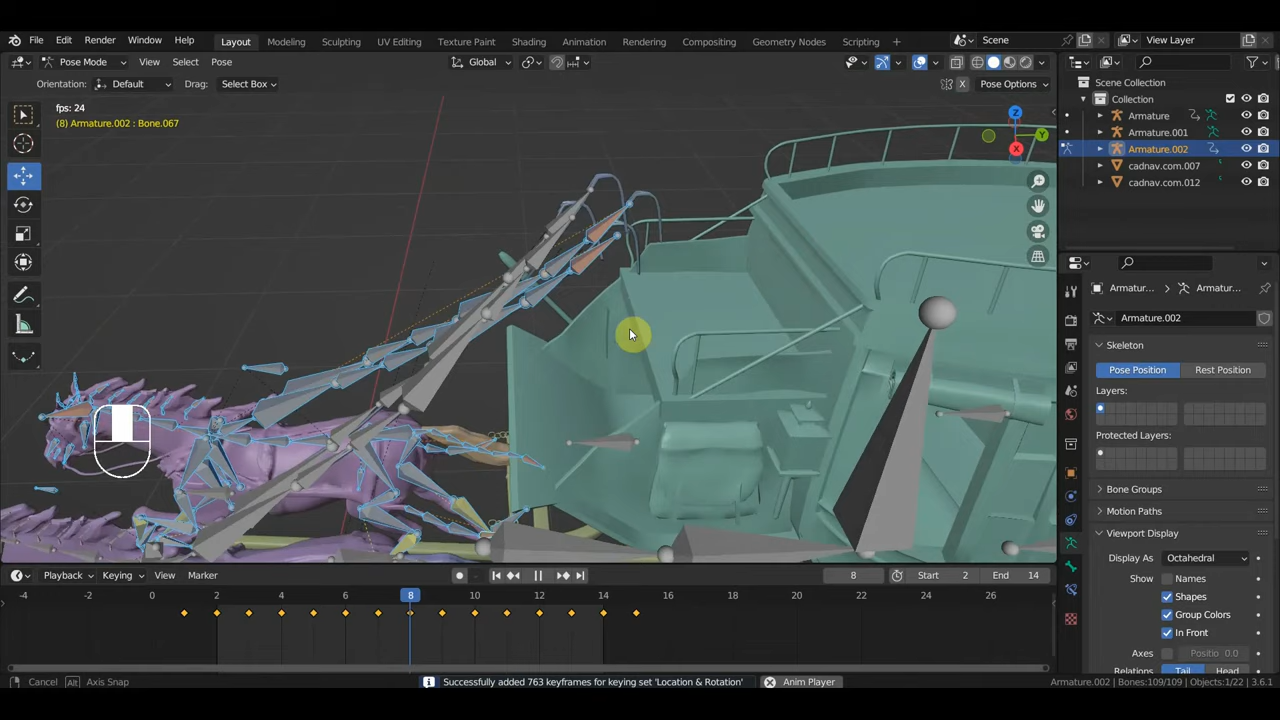 File Edit Render Window Help Layout Modeling Sculpting UV Editing Texture Paint Shading Animation Rendering Compositing Geometry Nodes Scripting + Scene View Layer
Pose Mode View Select Pose Global
Orientation: Default Drag: Select Box X Pose Options
fps: 24
(8) Armature.002 : Bone.067
Z
Y
X
Scene Collection
Collection
Armature
Armature.001
Armature.002
cadnav.com.007
cadnav.com.012
Armatur... Armatur...
Armature.002
Skeleton
Pose Position Rest Position
Layers:
Protected Layers:
Bone Groups
Motion Paths
Viewport Display
Display As Octahedral
Show Names
Shapes
Group Colors
In Front
Axes Positio 0.0
Relations Tail Head
Playback Keying View Marker 8 Start 2 End 14
-4 -2 0 2 4 6 8 10 12 14 16 18 20 22 24 26
Cancel Alt Axis Snap Successfully added 763 keyframes for keying set 'Location & Rotation' Anim Player Armature.002 | Bones:109/109 | Objects:1/22 | 3.6.1